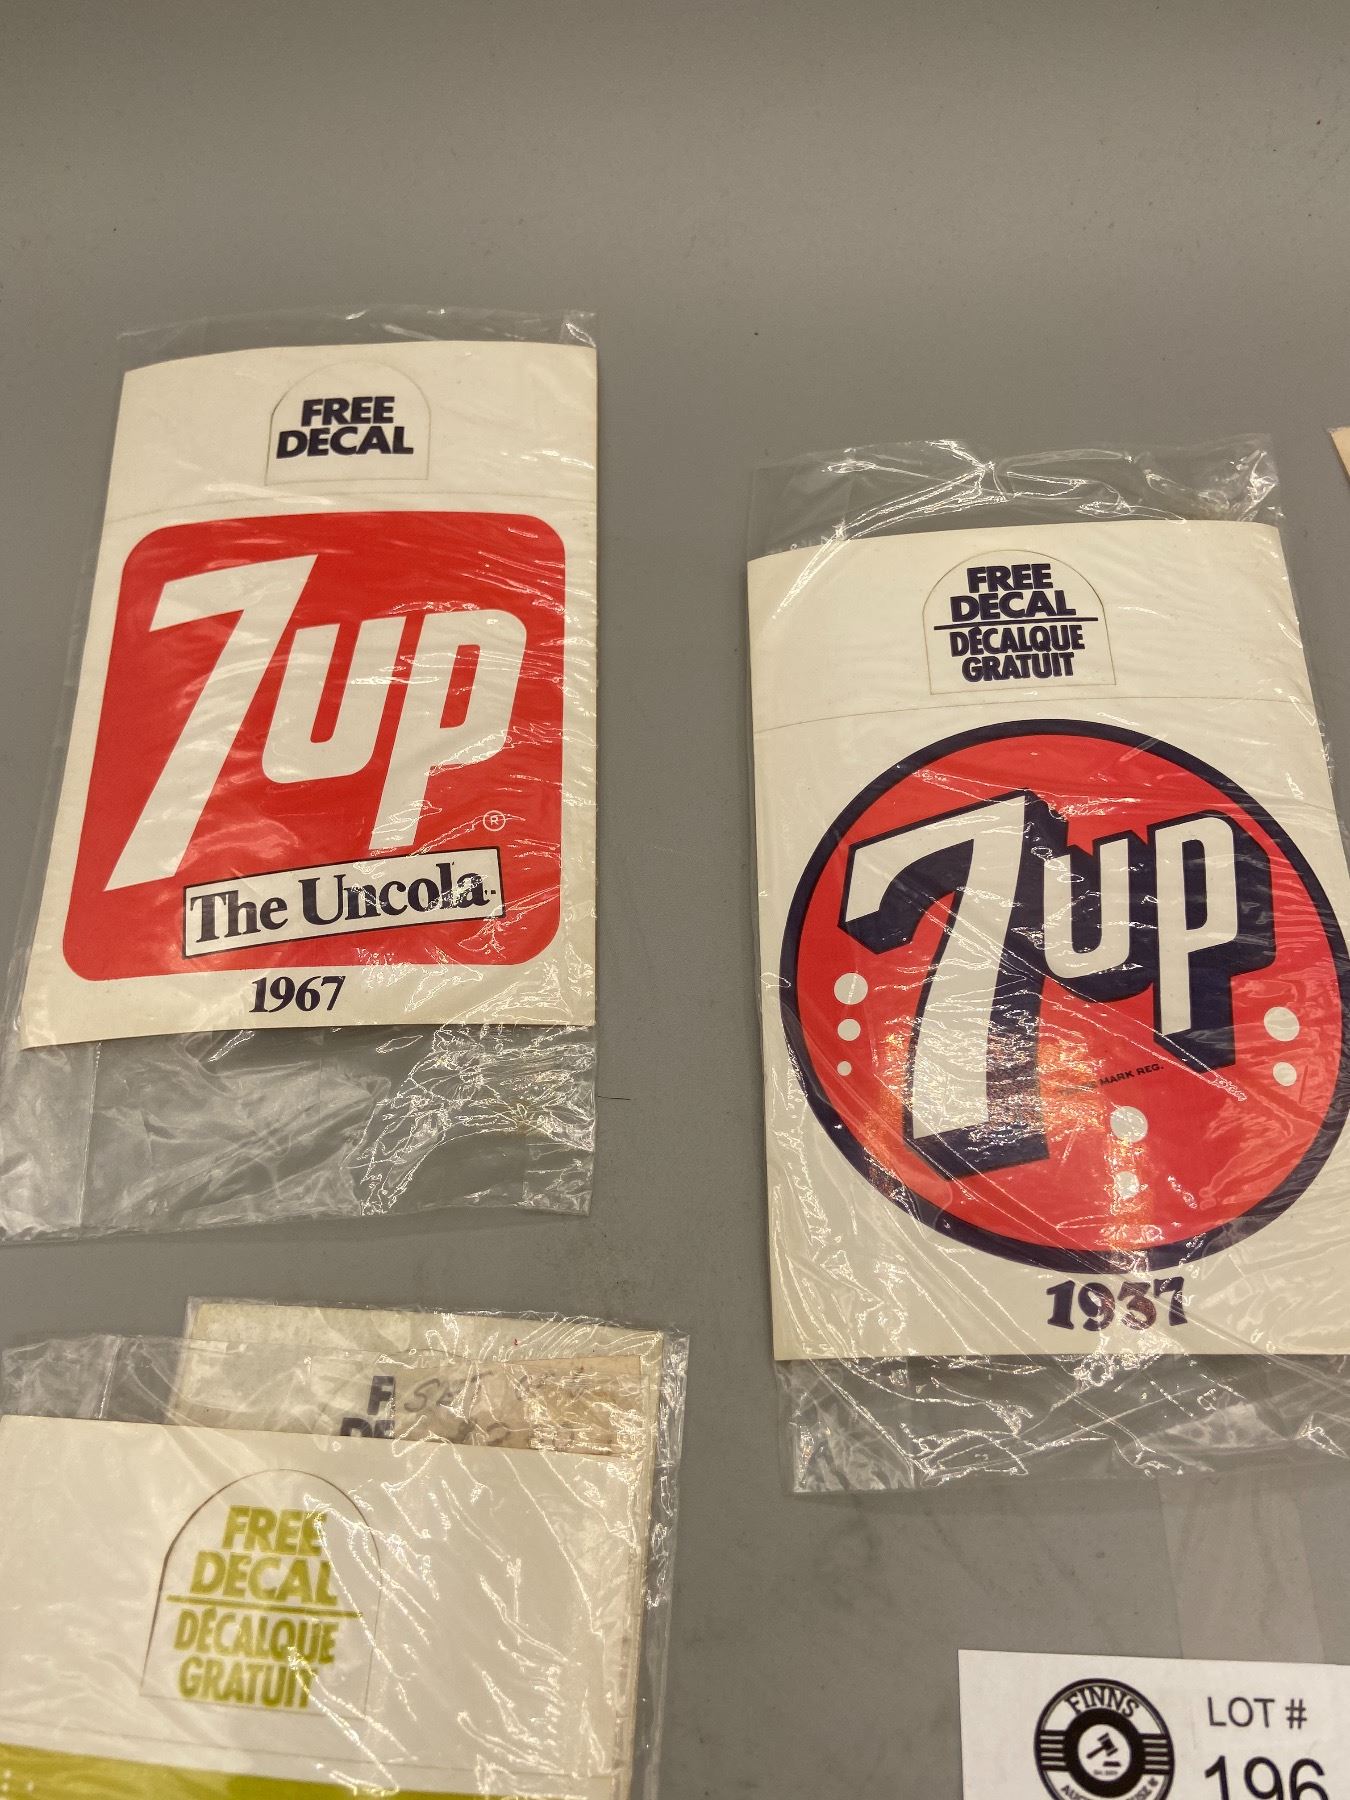 FREE
DECAL
7up
®
The Uncola
1967
FREE
DECAL
DÉCALQUE
GRATUIT
7up
MARK REG.
1937
SET
FREE
DECAL
DÉCALQUE
GRATUIT
FINNS
LOT #
196